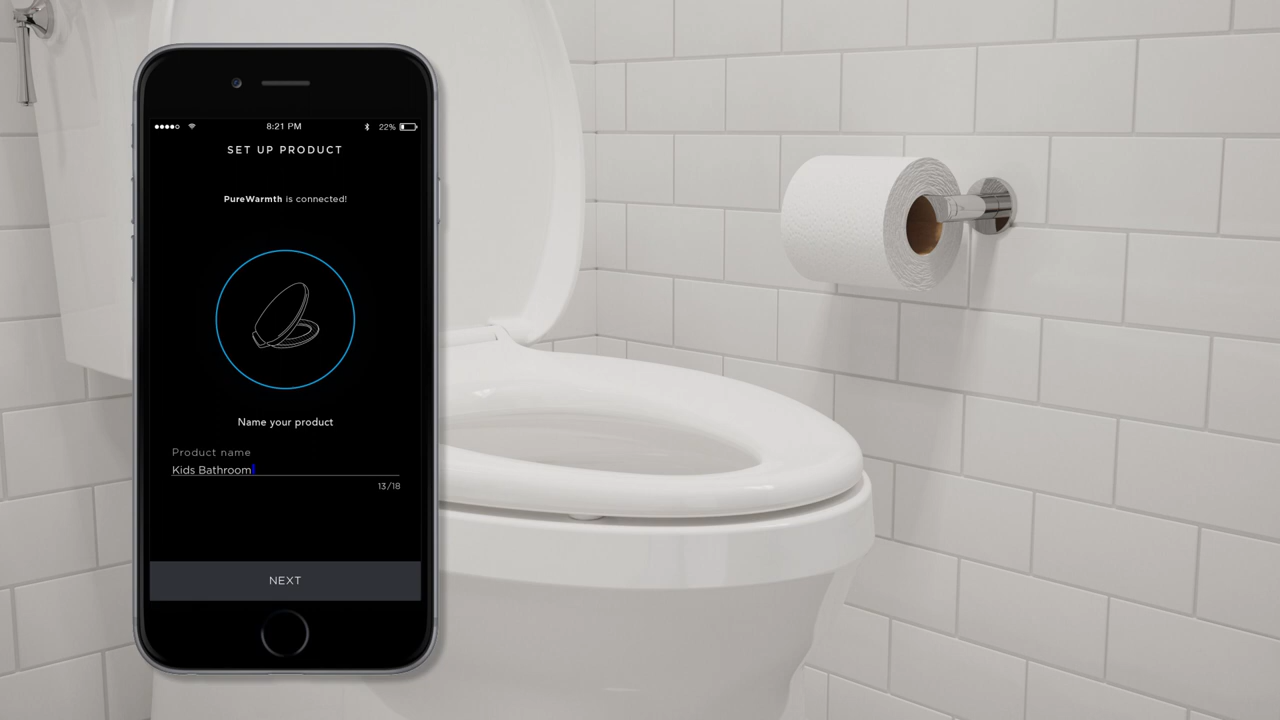 8:21 PM
22%
SET UP PRODUCT
PureWarmth is connected!
Name your product
Product name
Kids Bathroom
13/18
NEXT